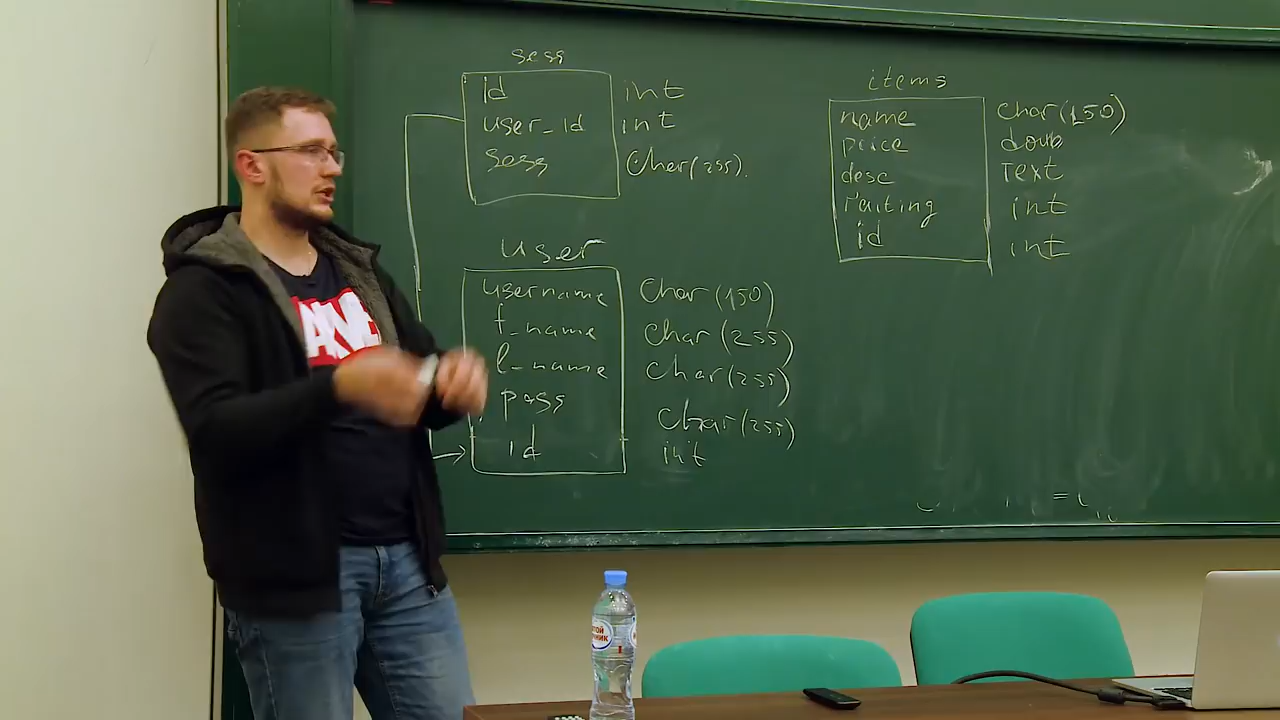 sess
id int
user_id int
sess Char(255).
user
username Char(150)
f_name Char(255)
l_name Char(255)
pass Char(255)
id int
items
name Char(150)
price doub
desc Text
raiting int
id int